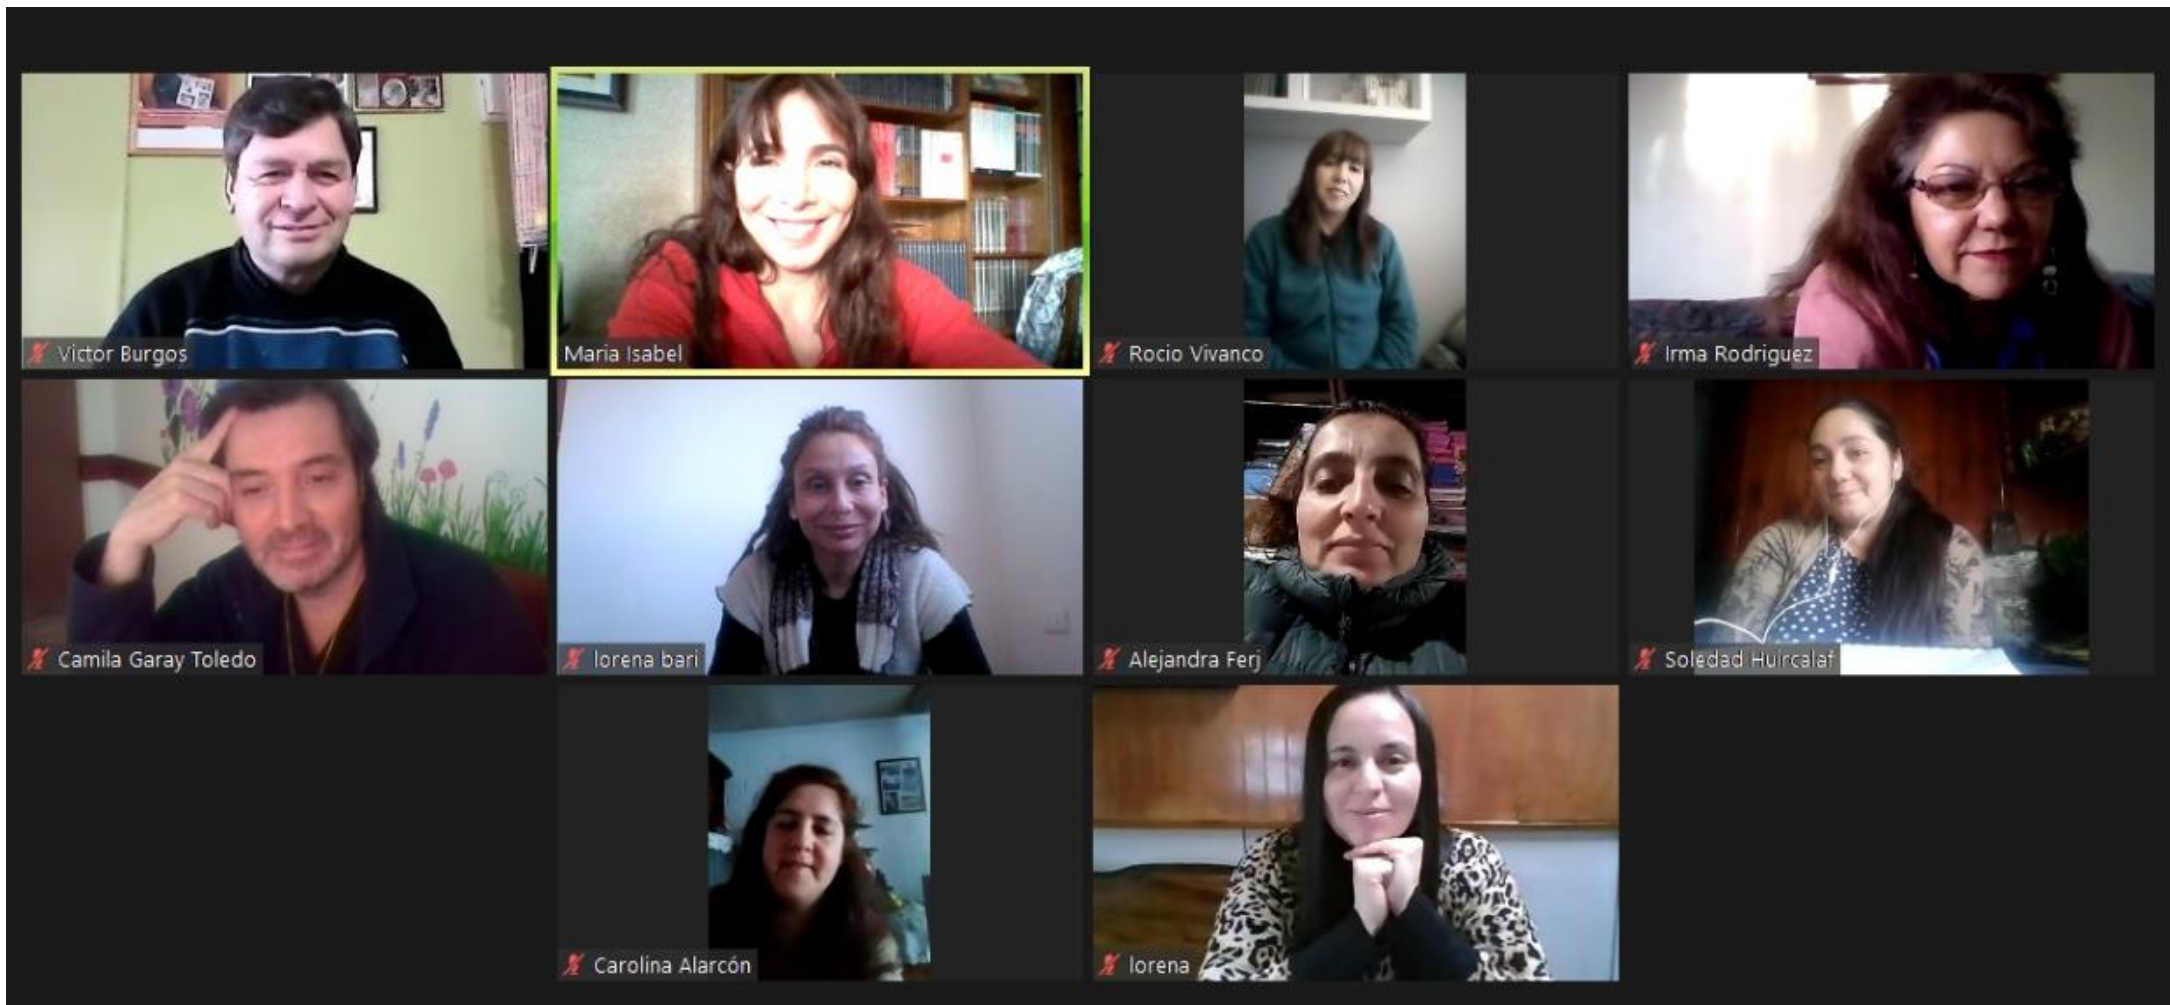 Victor Burgos
Maria Isabel
Rocio Vivanco
Irma Rodriguez
Camila Garay Toledo
lorena bari
Alejandra Ferj
Soledad Huircalaf
Carolina Alarcón
lorena